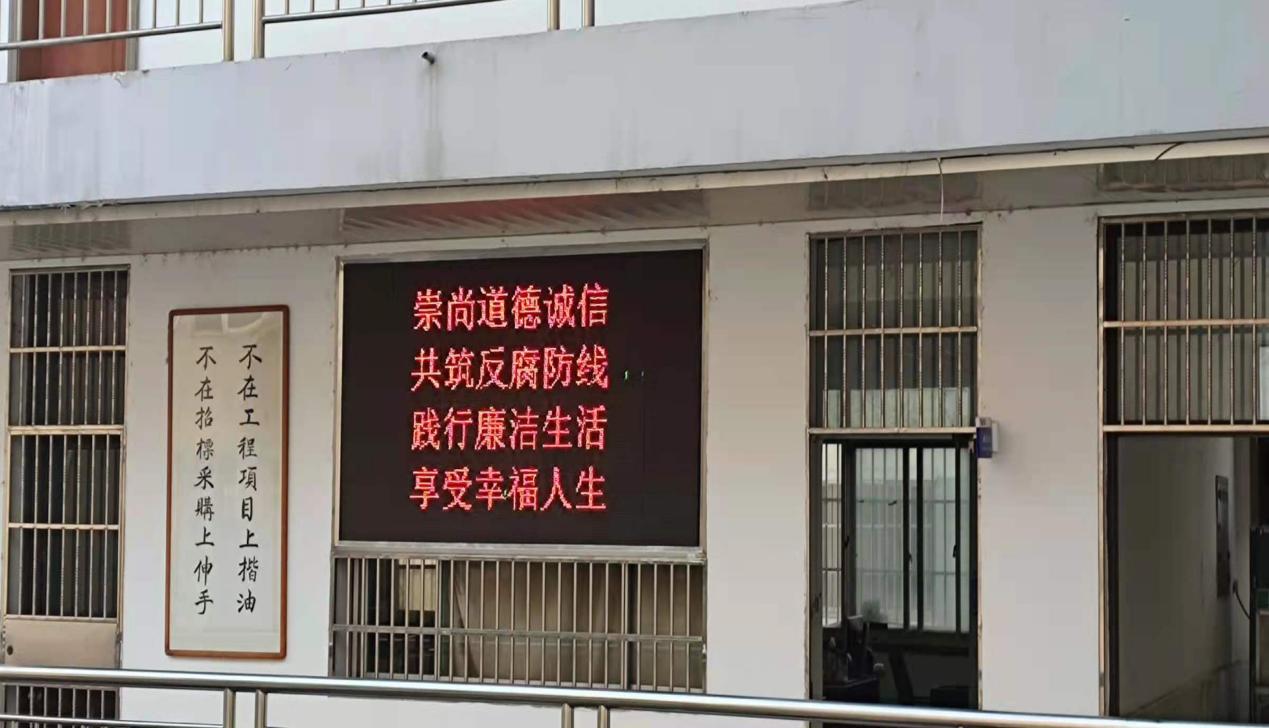 不在工程項目上揩油
不在招標采購上伸手
崇尚道德诚信
共筑反腐防线
践行廉洁生活
享受幸福人生